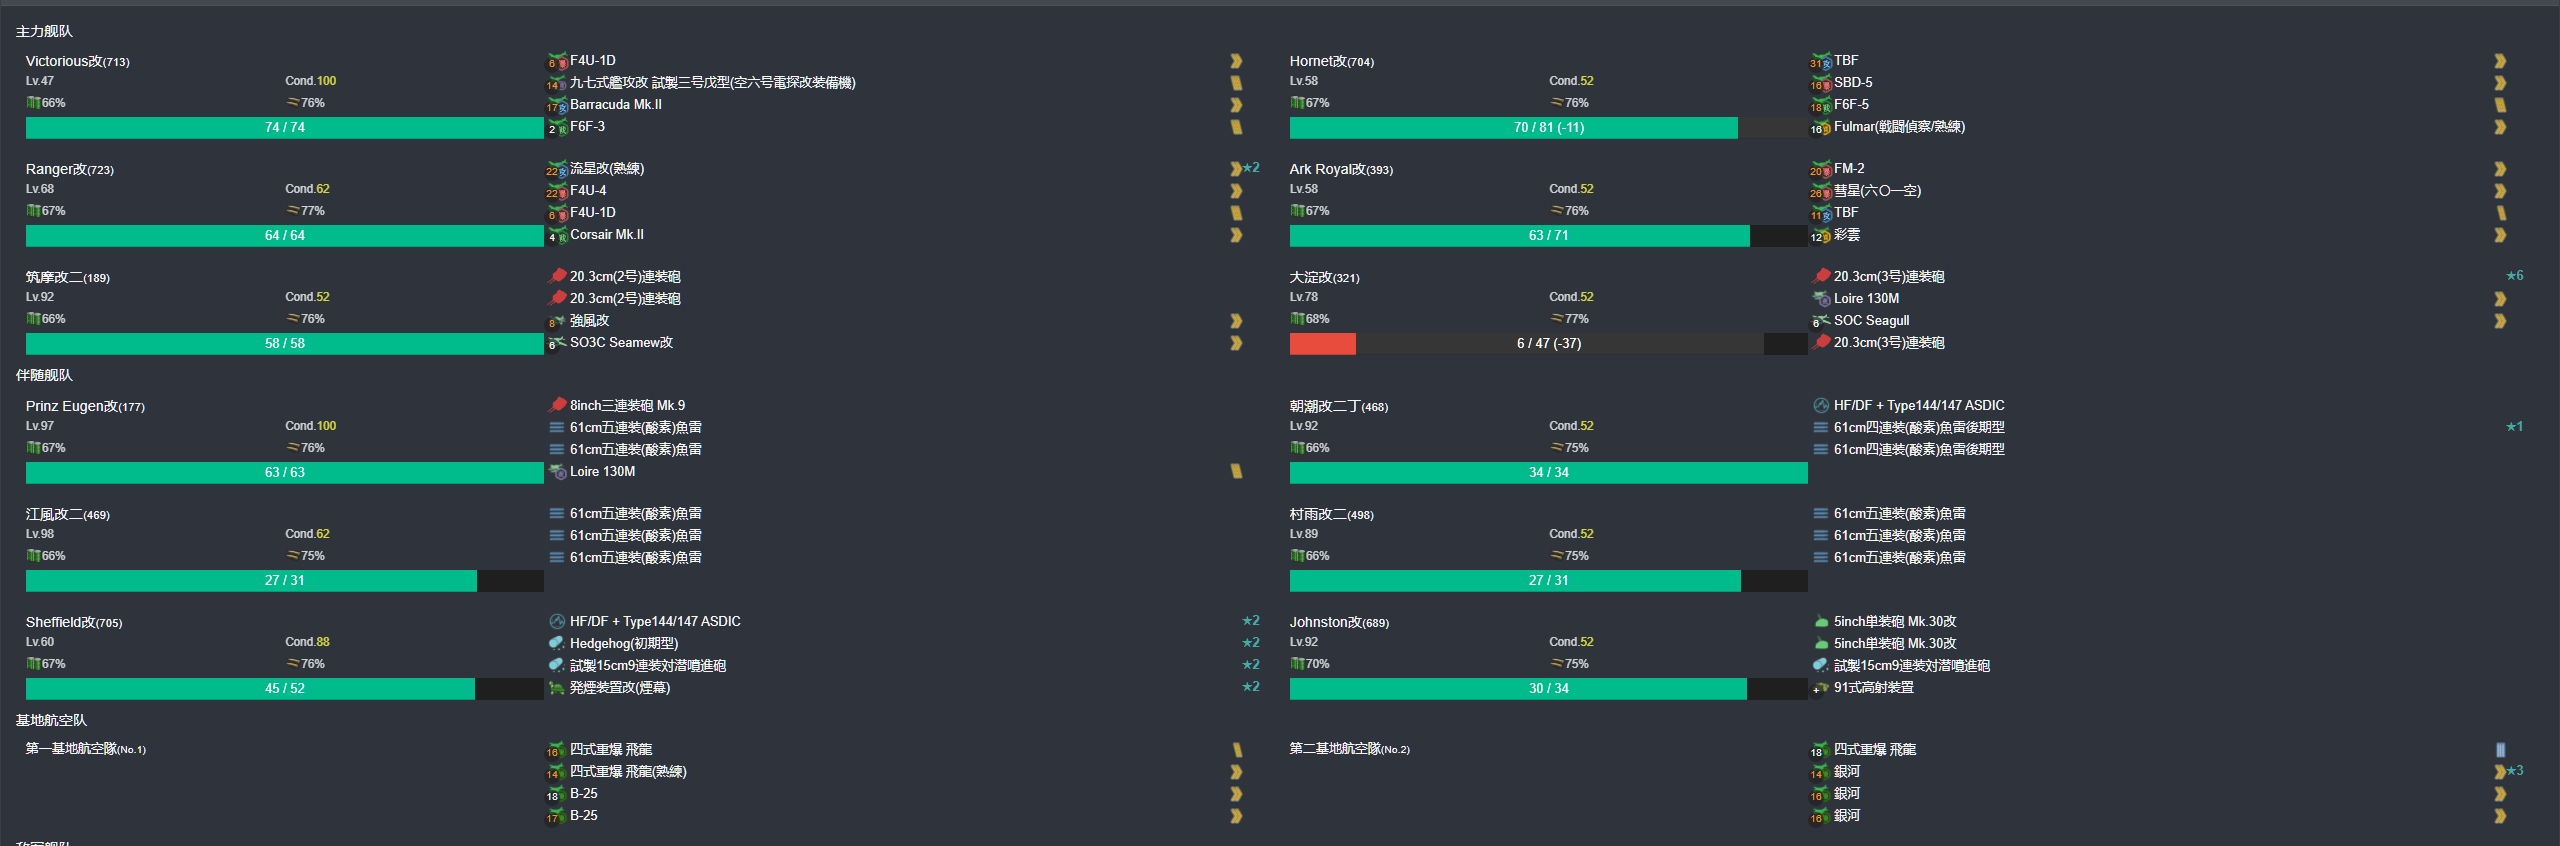 主力舰队
Victorious改(713)
Lv.47 Cond.100
66% 76%
74 / 74
6 F4U-1D
14 九七式艦攻改 試製三号戊型(空六号電探改装備機)
17 Barracuda Mk.II
2 F6F-3
Hornet改(704)
Lv.58 Cond.52
67% 76%
70 / 81 (-11)
31 TBF
16 SBD-5
18 F6F-5
16 Fulmar(戦闘偵察/熟練)
Ranger改(723)
Lv.68 Cond.62
67% 77%
64 / 64
22 流星改(熟練) ★2
22 F4U-4
6 F4U-1D
4 Corsair Mk.II
Ark Royal改(393)
Lv.58 Cond.52
67% 76%
63 / 71
20 FM-2
26 彗星(六〇一空)
11 TBF
12 彩雲
筑摩改二(189)
Lv.92 Cond.52
66% 76%
58 / 58
20.3cm(2号)連装砲
20.3cm(2号)連装砲
8 強風改
6 SO3C Seamew改
大淀改(321)
Lv.78 Cond.52
68% 77%
6 / 47 (-37)
20.3cm(3号)連装砲 ★6
Loire 130M
6 SOC Seagull
20.3cm(3号)連装砲
伴随舰队
Prinz Eugen改(177)
Lv.97 Cond.100
67% 76%
63 / 63
8inch三連装砲 Mk.9
61cm五連装(酸素)魚雷
61cm五連装(酸素)魚雷
Loire 130M
朝潮改二丁(468)
Lv.92 Cond.52
66% 75%
34 / 34
HF/DF + Type144/147 ASDIC
61cm四連装(酸素)魚雷後期型 ★1
61cm四連装(酸素)魚雷後期型
江風改二(469)
Lv.98 Cond.62
66% 75%
27 / 31
61cm五連装(酸素)魚雷
61cm五連装(酸素)魚雷
61cm五連装(酸素)魚雷
村雨改二(498)
Lv.89 Cond.52
66% 75%
27 / 31
61cm五連装(酸素)魚雷
61cm五連装(酸素)魚雷
61cm五連装(酸素)魚雷
Sheffield改(705)
Lv.60 Cond.88
67% 76%
45 / 52
HF/DF + Type144/147 ASDIC ★2
Hedgehog(初期型) ★2
試製15cm9連装対潜噴進砲 ★2
発煙装置改(煙幕) ★2
Johnston改(689)
Lv.92 Cond.52
70% 75%
30 / 34
5inch単装砲 Mk.30改
5inch単装砲 Mk.30改
試製15cm9連装対潜噴進砲
+ 91式高射装置
基地航空队
第一基地航空隊(No.1)
16 四式重爆 飛龍
14 四式重爆 飛龍(熟練)
18 B-25
17 B-25
第二基地航空隊(No.2)
18 四式重爆 飛龍
14 銀河 ★3
16 銀河
16 銀河